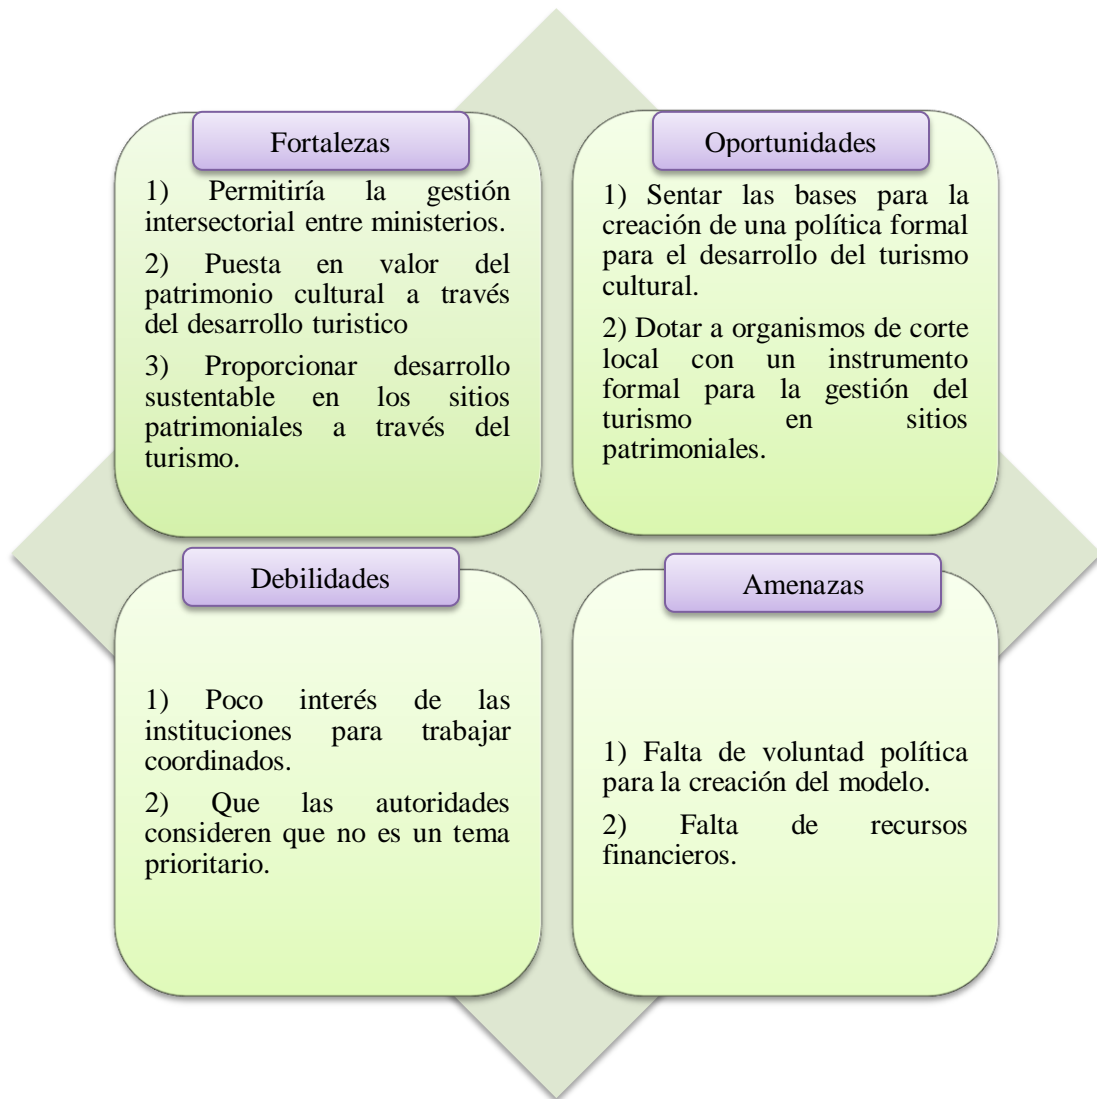 Fortalezas
1) Permitiría la gestión
intersectorial entre ministerios.
2) Puesta en valor del
patrimonio cultural a través
del desarrollo turistico
3) Proporcionar desarrollo
sustentable en los sitios
patrimoniales a través del
turismo.
Oportunidades
1) Sentar las bases para la
creación de una política formal
para el desarrollo del turismo
cultural.
2) Dotar a organismos de corte
local con un instrumento
formal para la gestión del
turismo en sitios
patrimoniales.
Debilidades
1) Poco interés de las
instituciones para trabajar
coordinados.
2) Que las autoridades
consideren que no es un tema
prioritario.
Amenazas
1) Falta de voluntad política
para la creación del modelo.
2) Falta de recursos
financieros.